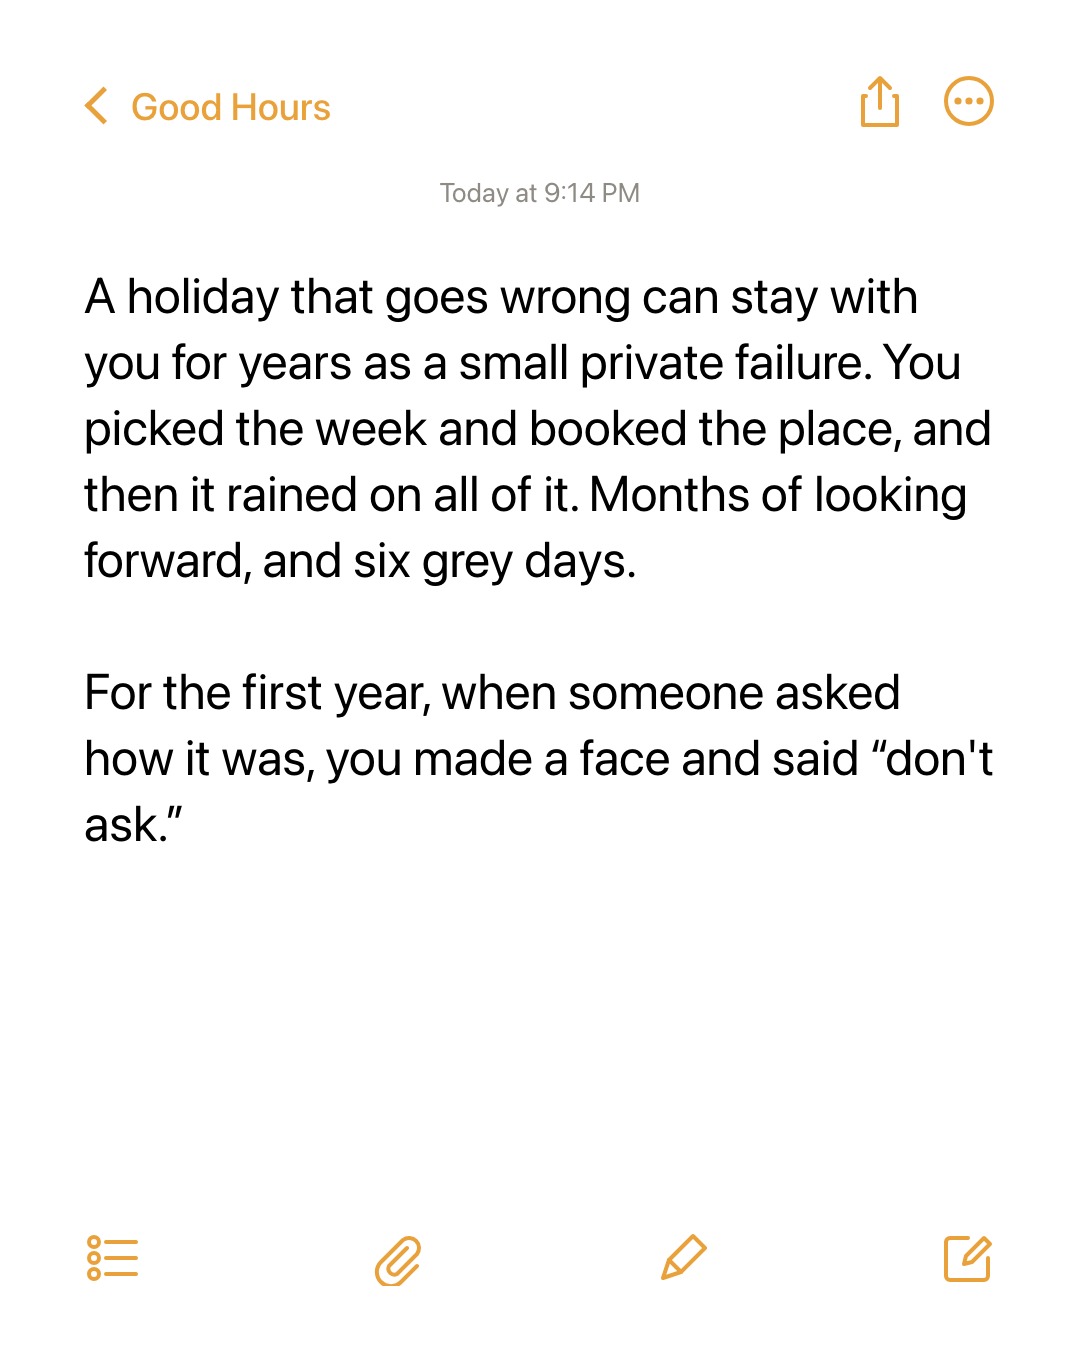 Good Hours
Today at 9:14 PM
A holiday that goes wrong can stay with
you for years as a small private failure. You
picked the week and booked the place, and
then it rained on all of it. Months of looking
forward, and six grey days.
For the first year, when someone asked
how it was, you made a face and said “don't
ask.”